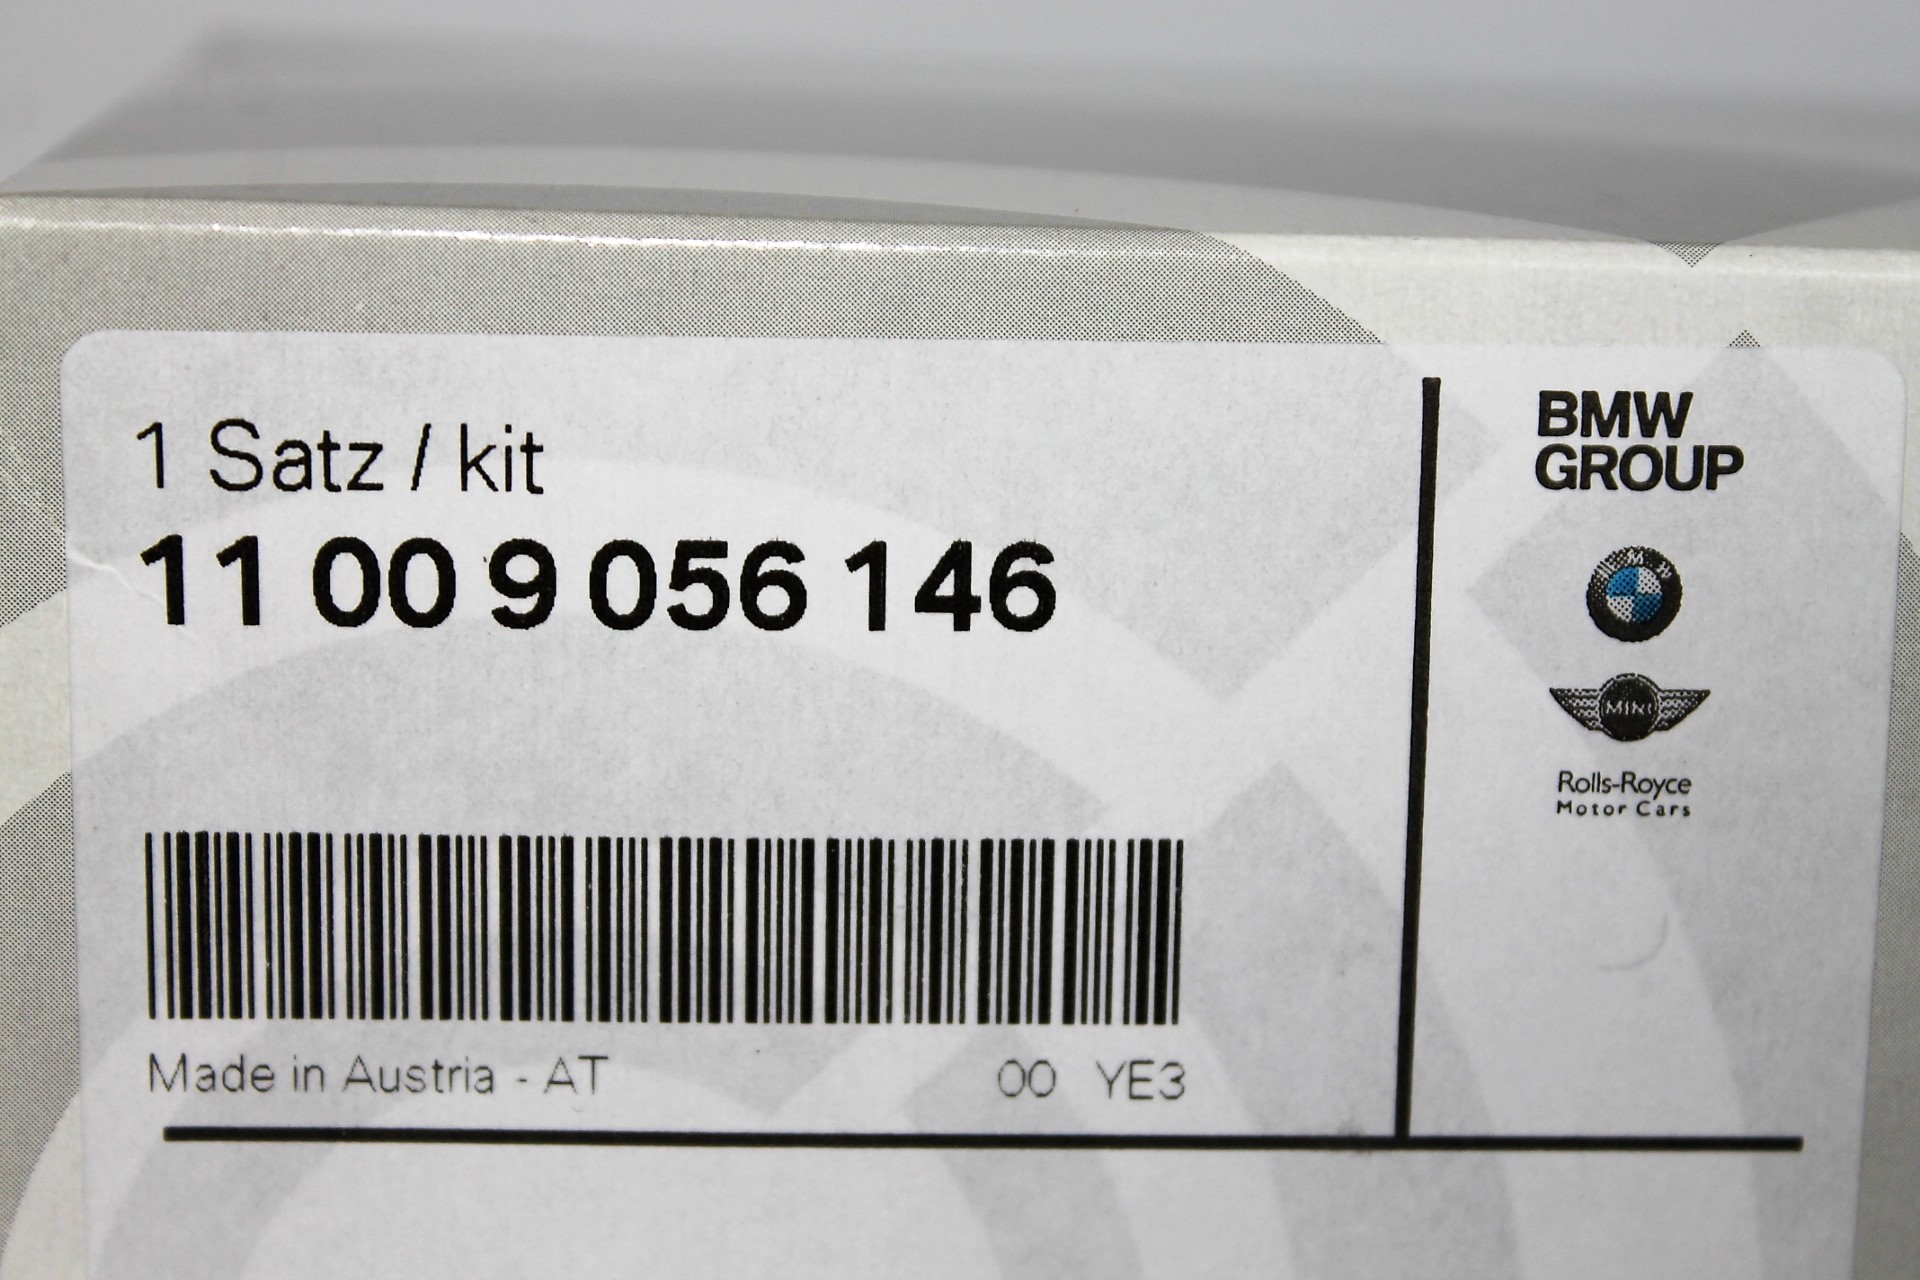 1 Satz / kit
11 00 9 056 146
Made in Austria - AT
00 YE3
BMW
GROUP
BMW
MINI
Rolls-Royce
Motor Cars